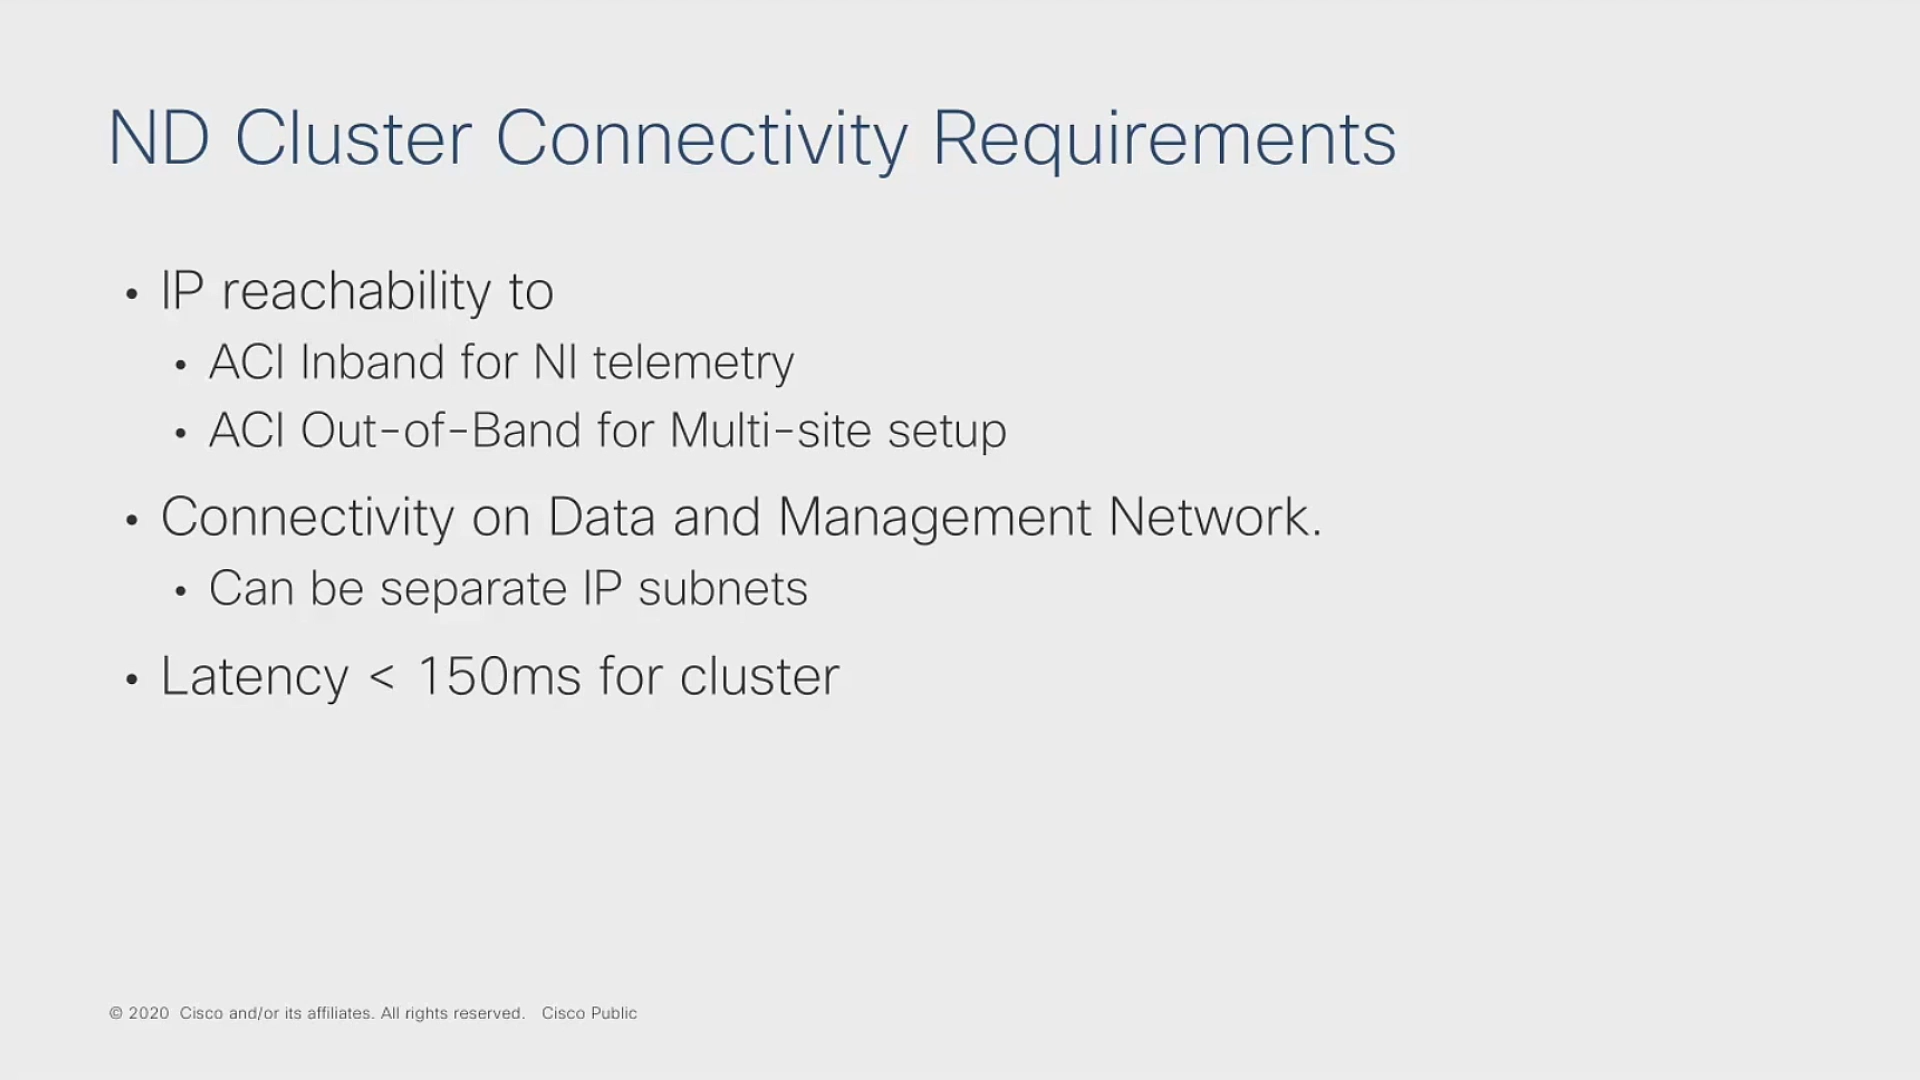 ND Cluster Connectivity Requirements
• IP reachability to
• ACI Inband for NI telemetry
• ACI Out-of-Band for Multi-site setup
• Connectivity on Data and Management Network.
• Can be separate IP subnets
• Latency < 150ms for cluster
© 2020 Cisco and/or its affiliates. All rights reserved. Cisco Public